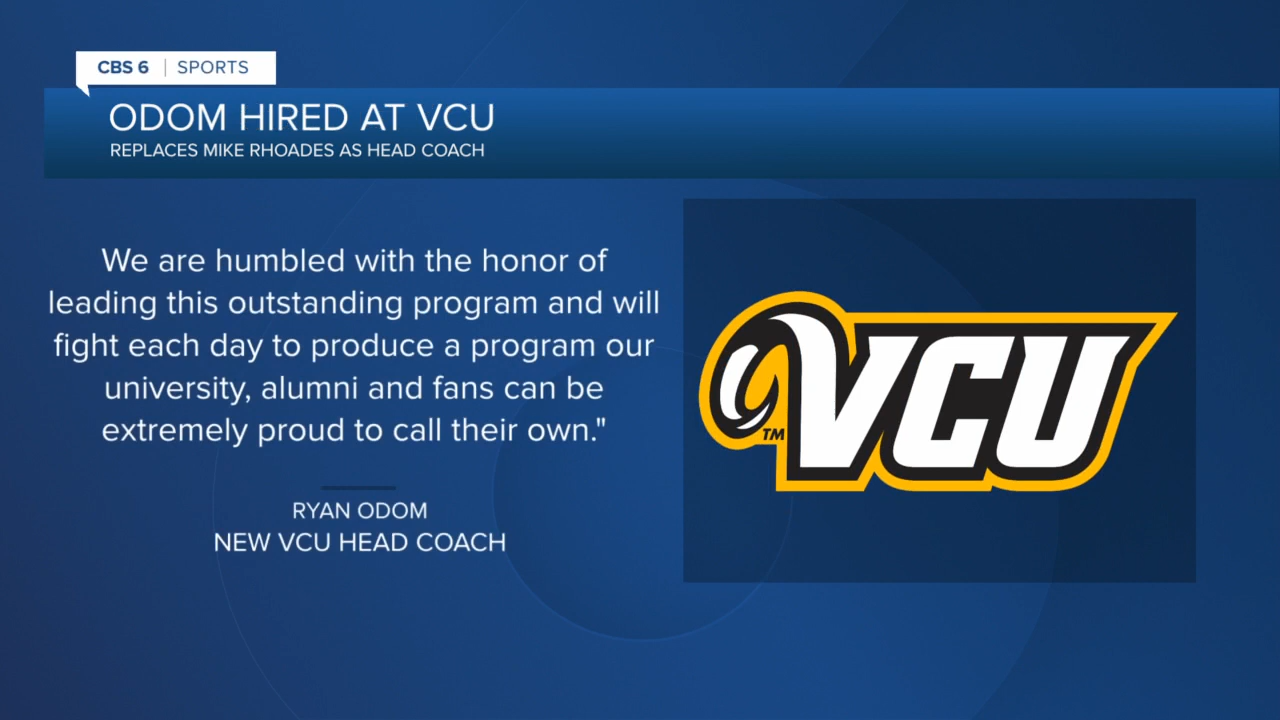 CBS 6 | SPORTS
ODOM HIRED AT VCU
REPLACES MIKE RHOADES AS HEAD COACH
We are humbled with the honor of
leading this outstanding program and will
fight each day to produce a program our
university, alumni and fans can be
extremely proud to call their own."
RYAN ODOM
NEW VCU HEAD COACH
VCU
TM